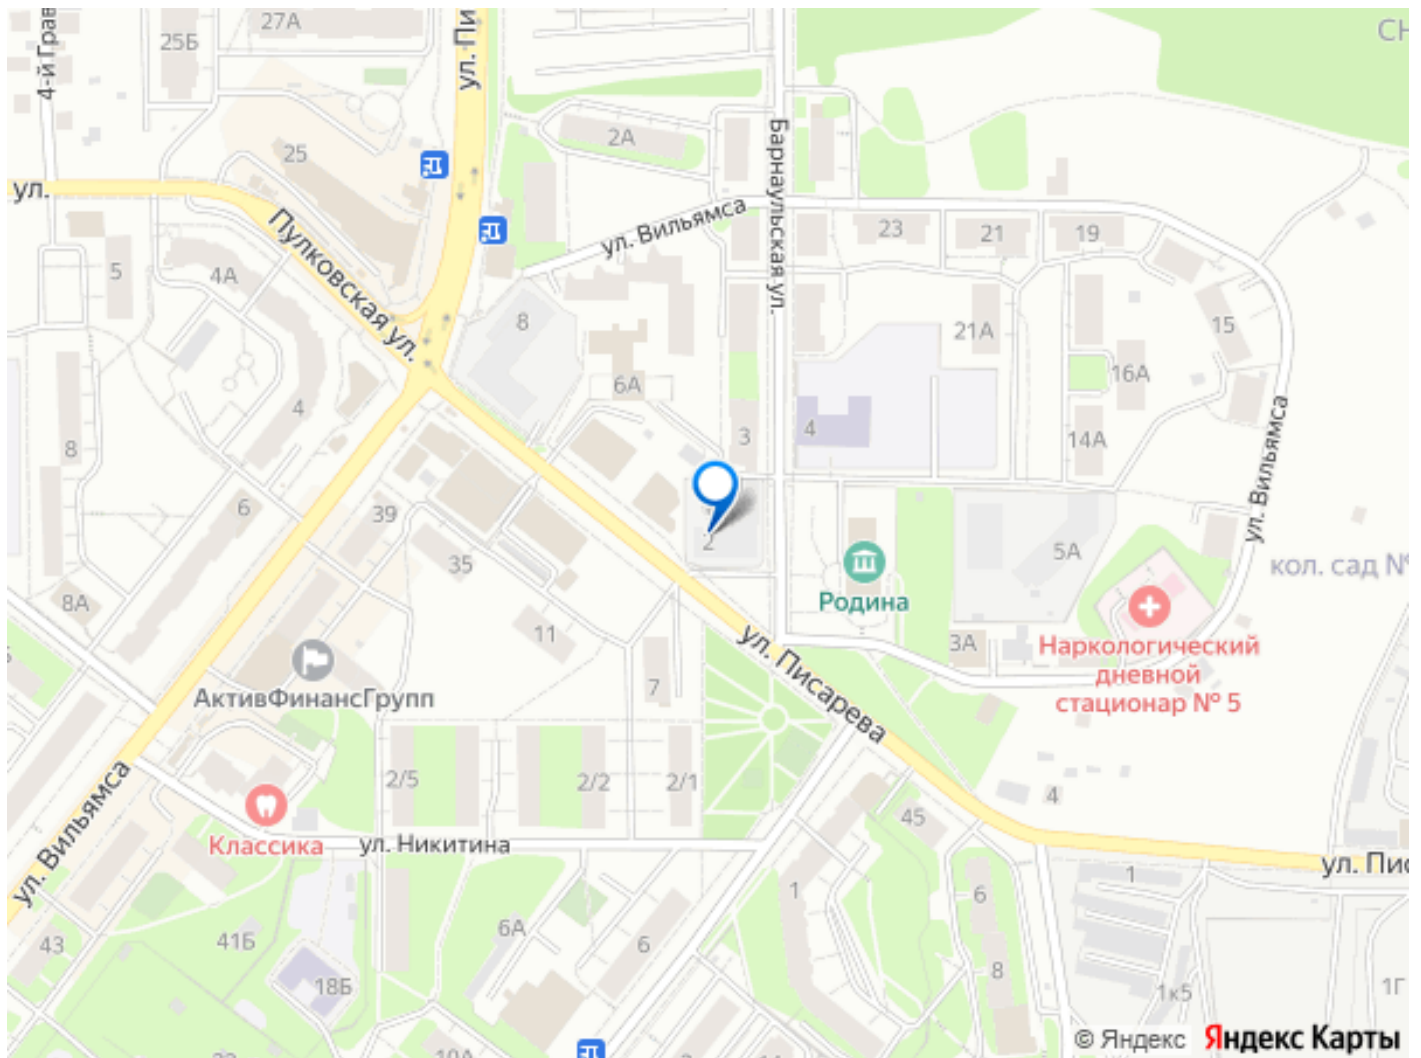 27А
25Б
4-й Грав
ул. Пи
СН
2А
25
Барнаульская ул.
ул.
Пулковская ул.
ул. Вильямса
23
21
19
5
4А
8
21А
15
6А
16А
4
3
4
14А
8
6
39
2
5А
ул. Вильямса
35
кол. сад №
8А
Родина
11
3А
Наркологический
дневной
стационар № 5
АктивФинансГрупп
7
ул. Писарева
2/5
2/2
2/1
4
45
ул. Вильямса
Классика
ул. Никитина
ул. Пис
1
1
6
43
41Б
6А
6
18Б
8
1к5
1Г
10А
© Яндекс
Яндекс Карты